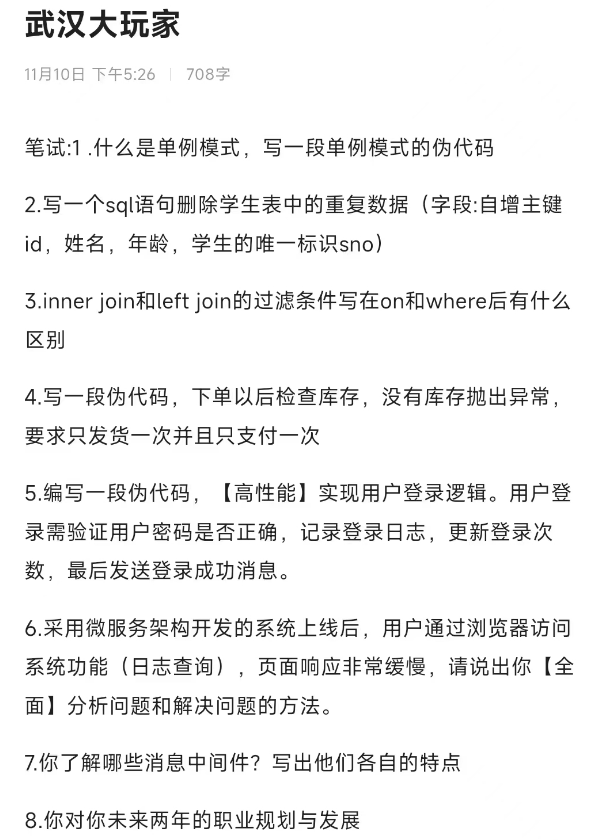 武汉大玩家
11月10日 下午5:26 | 708字
笔试:1 .什么是单例模式，写一段单例模式的伪代码
2.写一个sql语句删除学生表中的重复数据（字段:自增主键
id，姓名，年龄，学生的唯一标识sno）
3.inner join和left join的过滤条件写在on和where后有什么
区别
4.写一段伪代码，下单以后检查库存，没有库存抛出异常，
要求只发货一次并且只支付一次
5.编写一段伪代码，【高性能】实现用户登录逻辑。用户登
录需验证用户密码是否正确，记录登录日志，更新登录次
数，最后发送登录成功消息。
6.采用微服务架构开发的系统上线后，用户通过浏览器访问
系统功能（日志查询），页面响应非常缓慢，请说出你【全
面】分析问题和解决问题的方法。
7.你了解哪些消息中间件？写出他们各自的特点
8.你对你未来两年的职业规划与发展